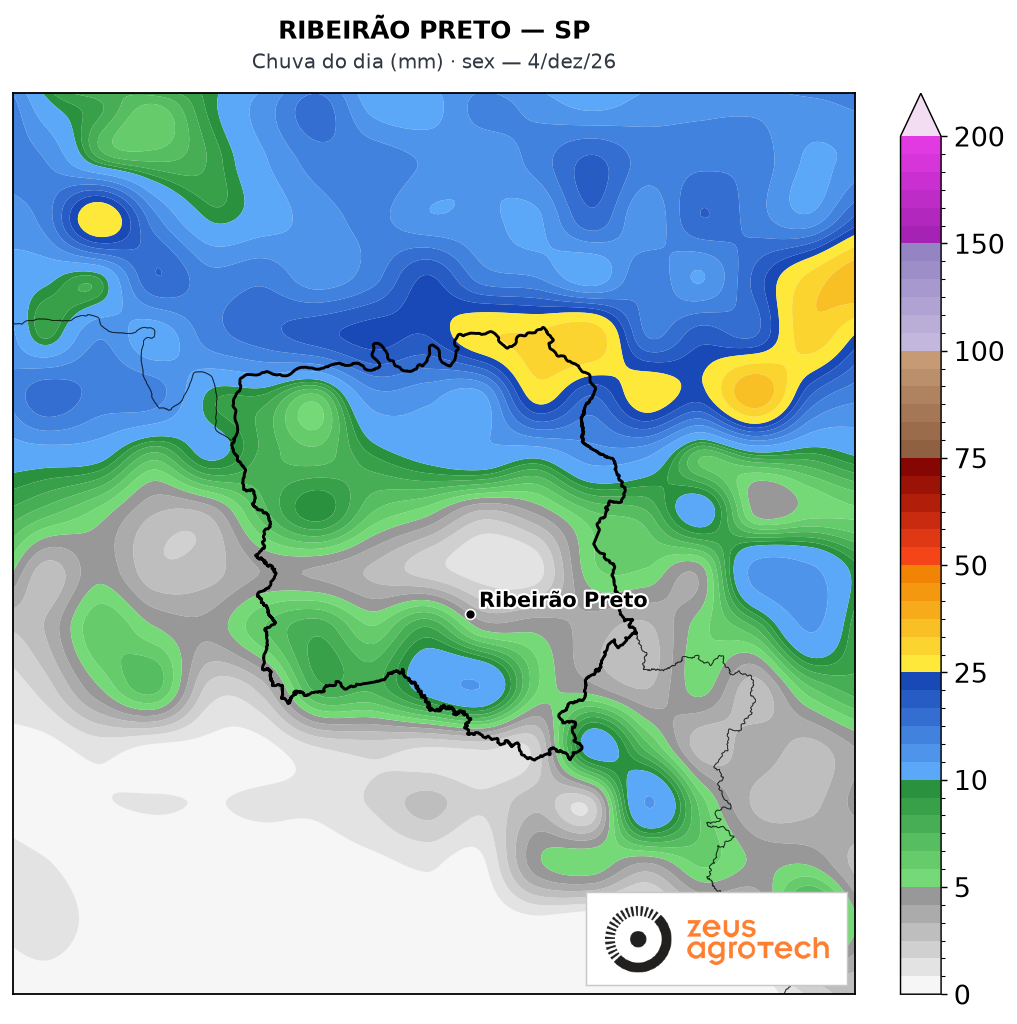 RIBEIRÃO PRETO — SP
Chuva do dia (mm) · sex — 4/dez/26
200
150
100
75
50
25
10
5
0
Ribeirão Preto
zeus
agrotech